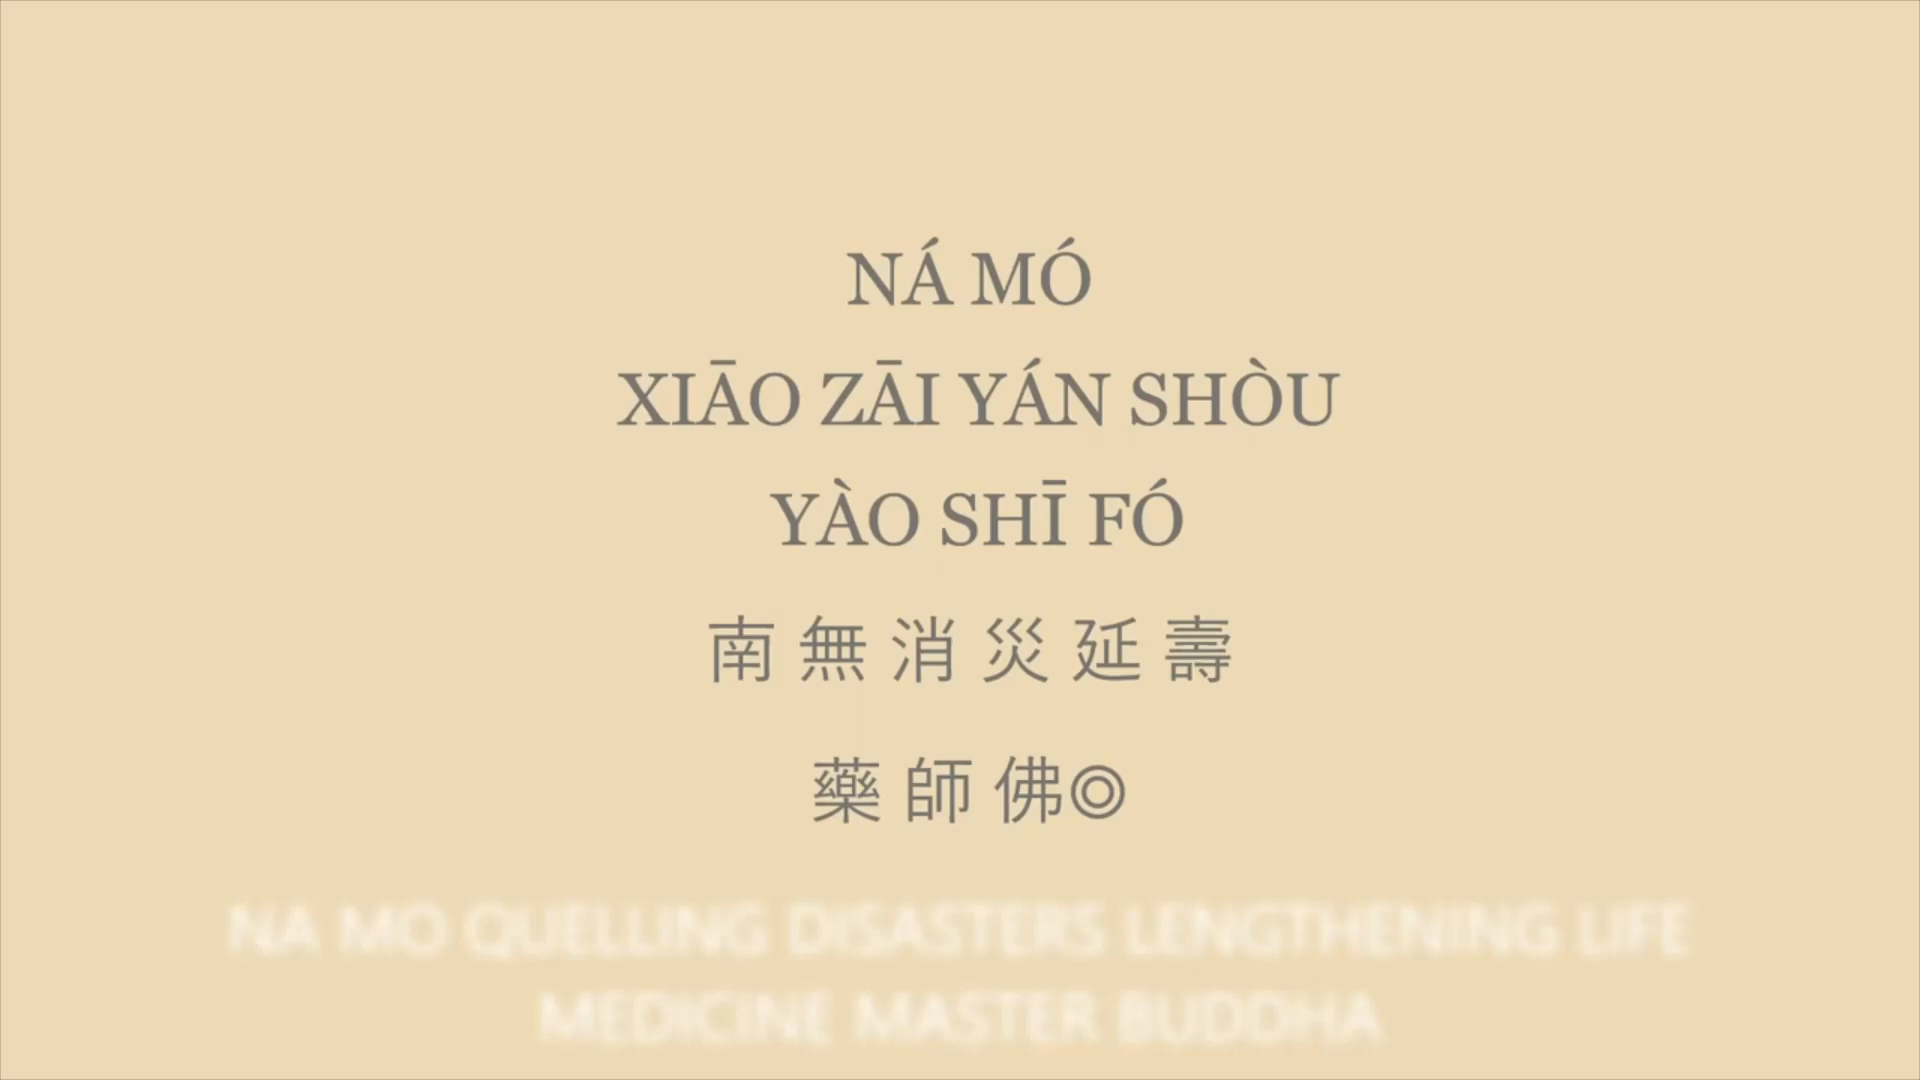 NÁ MÓ
XIĀO ZĀI YÁN SHÒU
YÀO SHĪ FÓ
南 無 消 災 延 壽
藥 師 佛◎
NA MO QUELLING DISASTERS LENGTHENING LIFE
MEDICINE MASTER BUDDHA